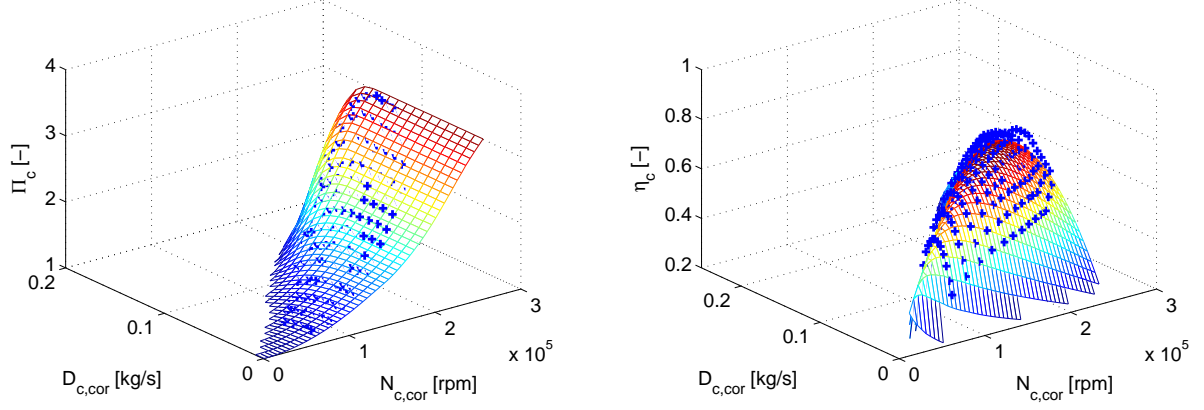 4
3
2
1
Π_c [–]
0.2
0.1
0
D_c,cor [kg/s]
0
1
2
3
x 10^5
N_c,cor [rpm]
1
0.8
0.6
0.4
0.2
η_c [–]
0.2
0.1
0
D_c,cor [kg/s]
0
1
2
3
x 10^5
N_c,cor [rpm]